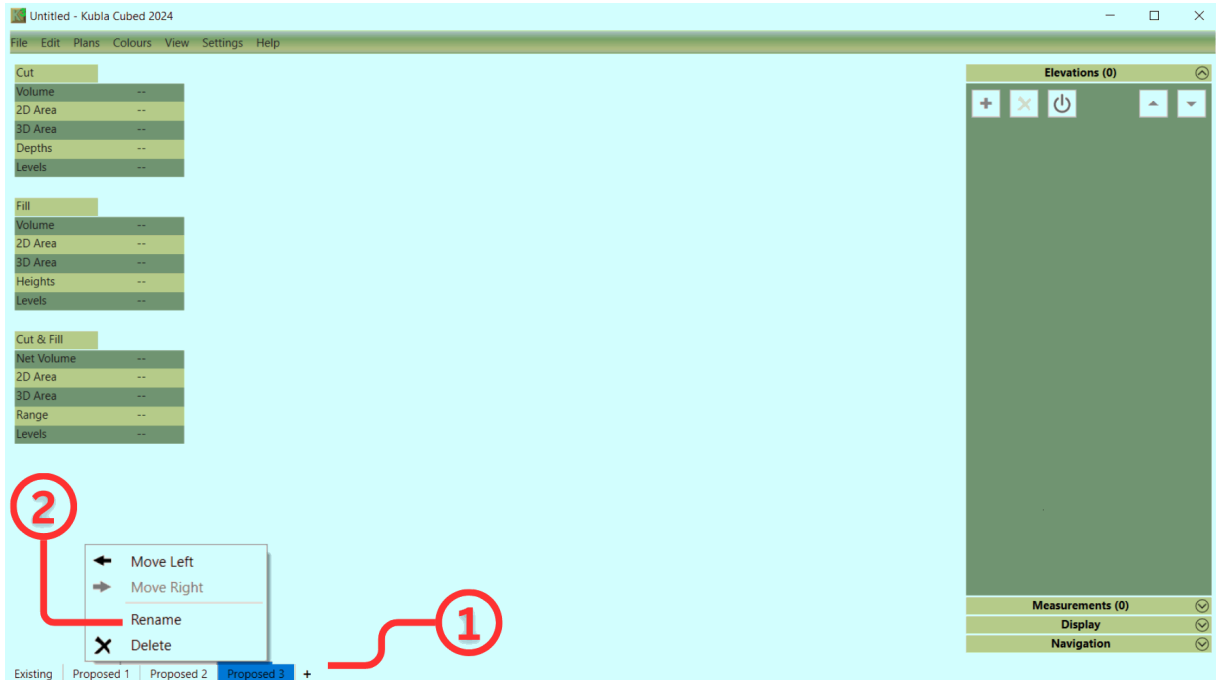 Untitled - Kubla Cubed 2024
File Edit Plans Colours View Settings Help
Cut
Volume --
2D Area --
3D Area --
Depths --
Levels --
Fill
Volume --
2D Area --
3D Area --
Heights --
Levels --
Cut & Fill
Net Volume --
2D Area --
3D Area --
Range --
Levels --
Elevations (0)
2
Move Left
Move Right
Rename
Delete
1
Measurements (0)
Display
Navigation
Existing Proposed 1 Proposed 2 Proposed 3 +